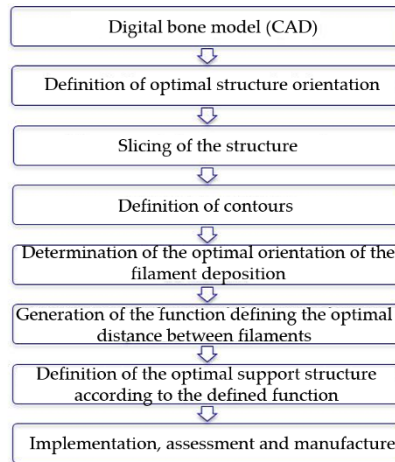 Digital bone model (CAD)
Definition of optimal structure orientation
Slicing of the structure
Definition of contours
Determination of the optimal orientation of the
filament deposition
Generation of the function defining the optimal
distance between filaments
Definition of the optimal support structure
according to the defined function
Implementation, assessment and manufacture